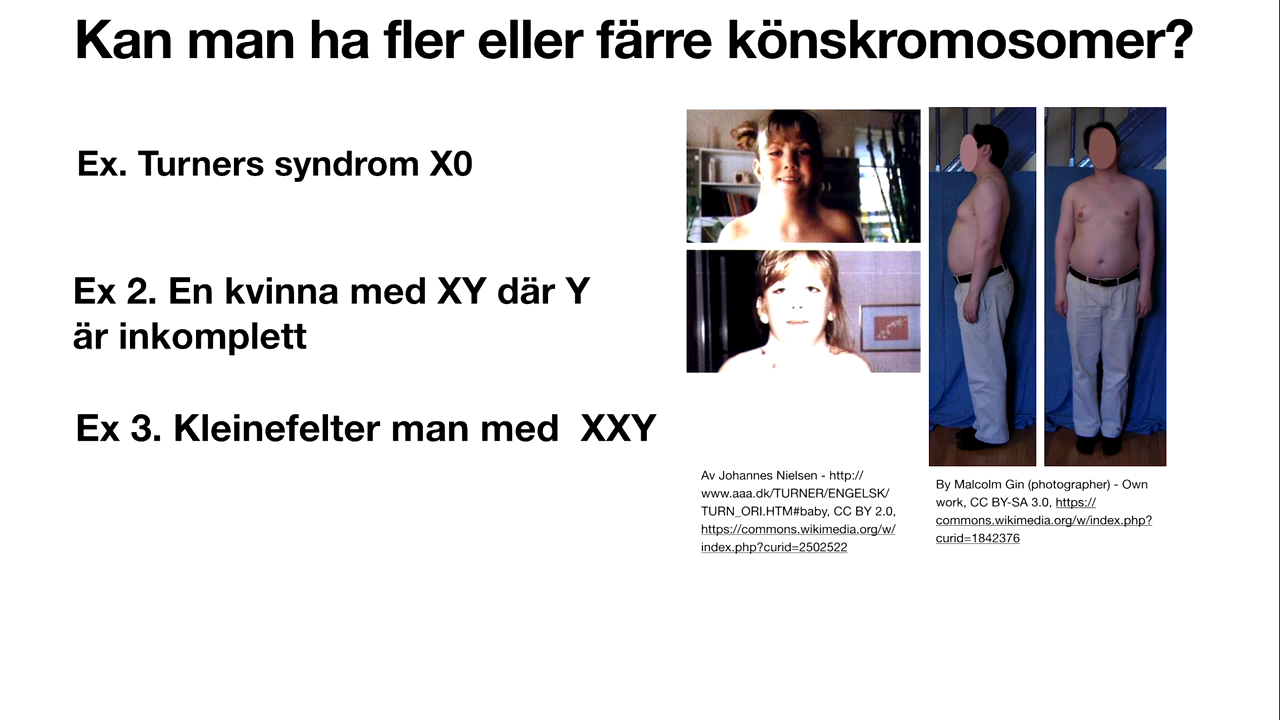 Kan man ha fler eller färre könskromosomer?
Ex. Turners syndrom X0
Ex 2. En kvinna med XY där Y
är inkomplett
Ex 3. Kleinefelter man med  XXY
Av Johannes Nielsen - http://
www.aaa.dk/TURNER/ENGELSK/
TURN_ORI.HTM#baby, CC BY 2.0,
https://commons.wikimedia.org/w/
index.php?curid=2502522
By Malcolm Gin (photographer) - Own
work, CC BY-SA 3.0, https://
commons.wikimedia.org/w/index.php?
curid=1842376